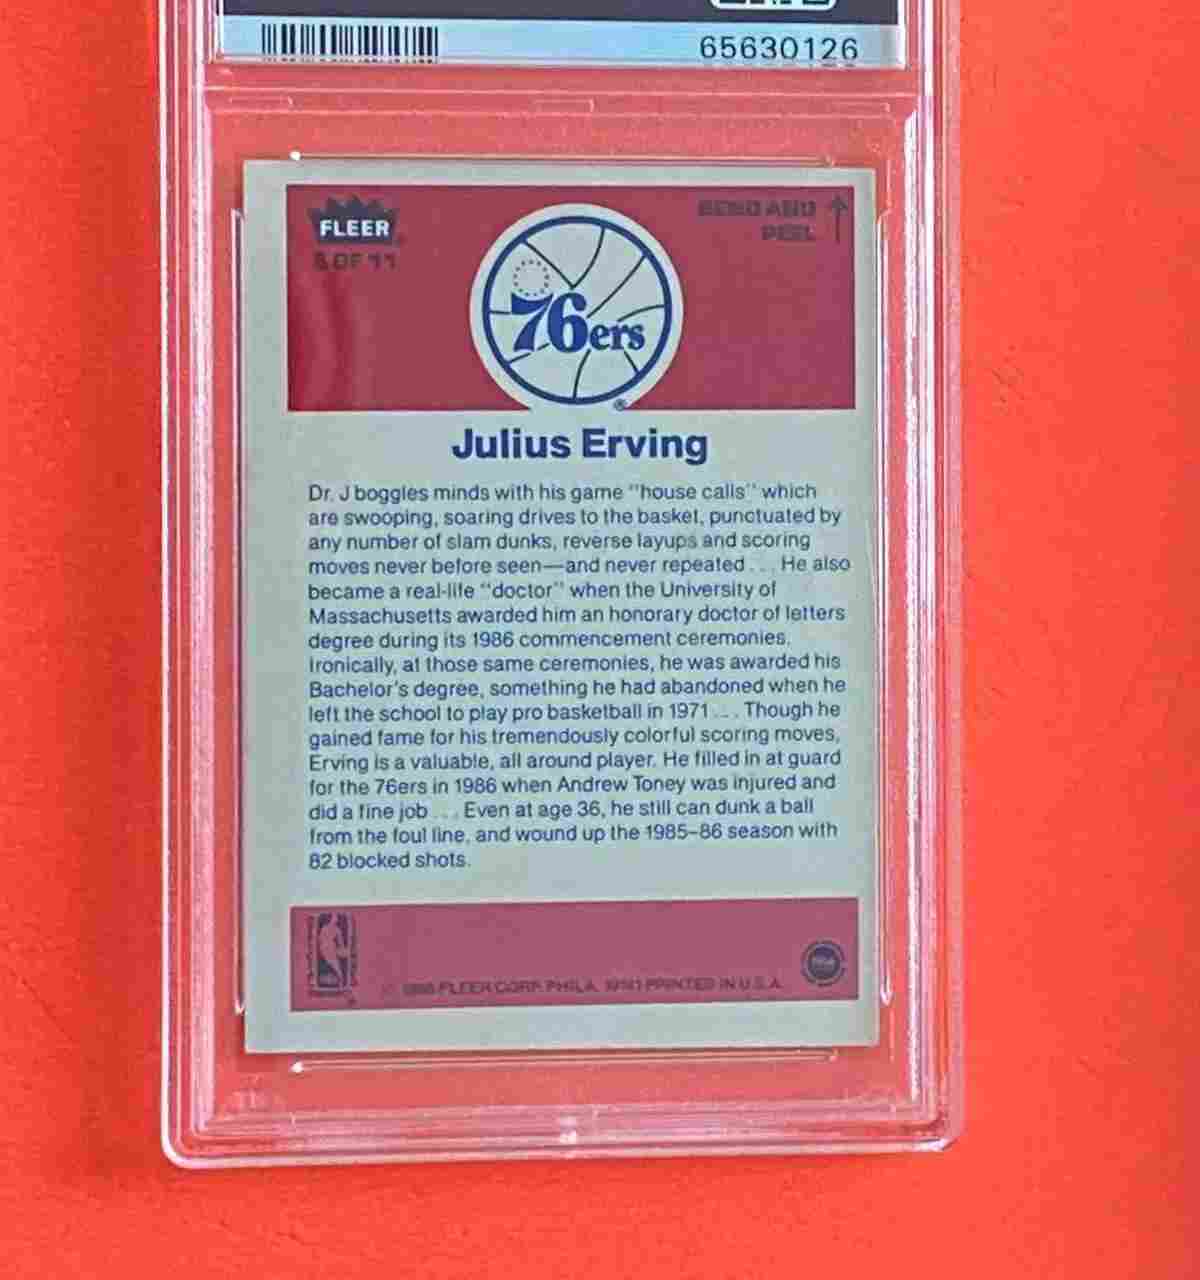 65630126
FLEER
5 OF 11
BEND AND
PEEL
76ers
Julius Erving
Dr. J boggles minds with his game "house calls" which
are swooping, soaring drives to the basket, punctuated by
any number of slam dunks, reverse layups and scoring
moves never before seen—and never repeated . . . He also
became a real-life "doctor" when the University of
Massachusetts awarded him an honorary doctor of letters
degree during its 1986 commencement ceremonies.
Ironically, at those same ceremonies, he was awarded his
Bachelor's degree, something he had abandoned when he
left the school to play pro basketball in 1971 . . . Though he
gained fame for his tremendously colorful scoring moves,
Erving is a valuable, all around player. He filled in at guard
for the 76ers in 1986 when Andrew Toney was injured and
did a fine job . . . Even at age 36, he still can dunk a ball
from the foul line, and wound up the 1985–86 season with
82 blocked shots.
FLEER CORP. PHILA. 19141 PRINTED IN U.S.A.